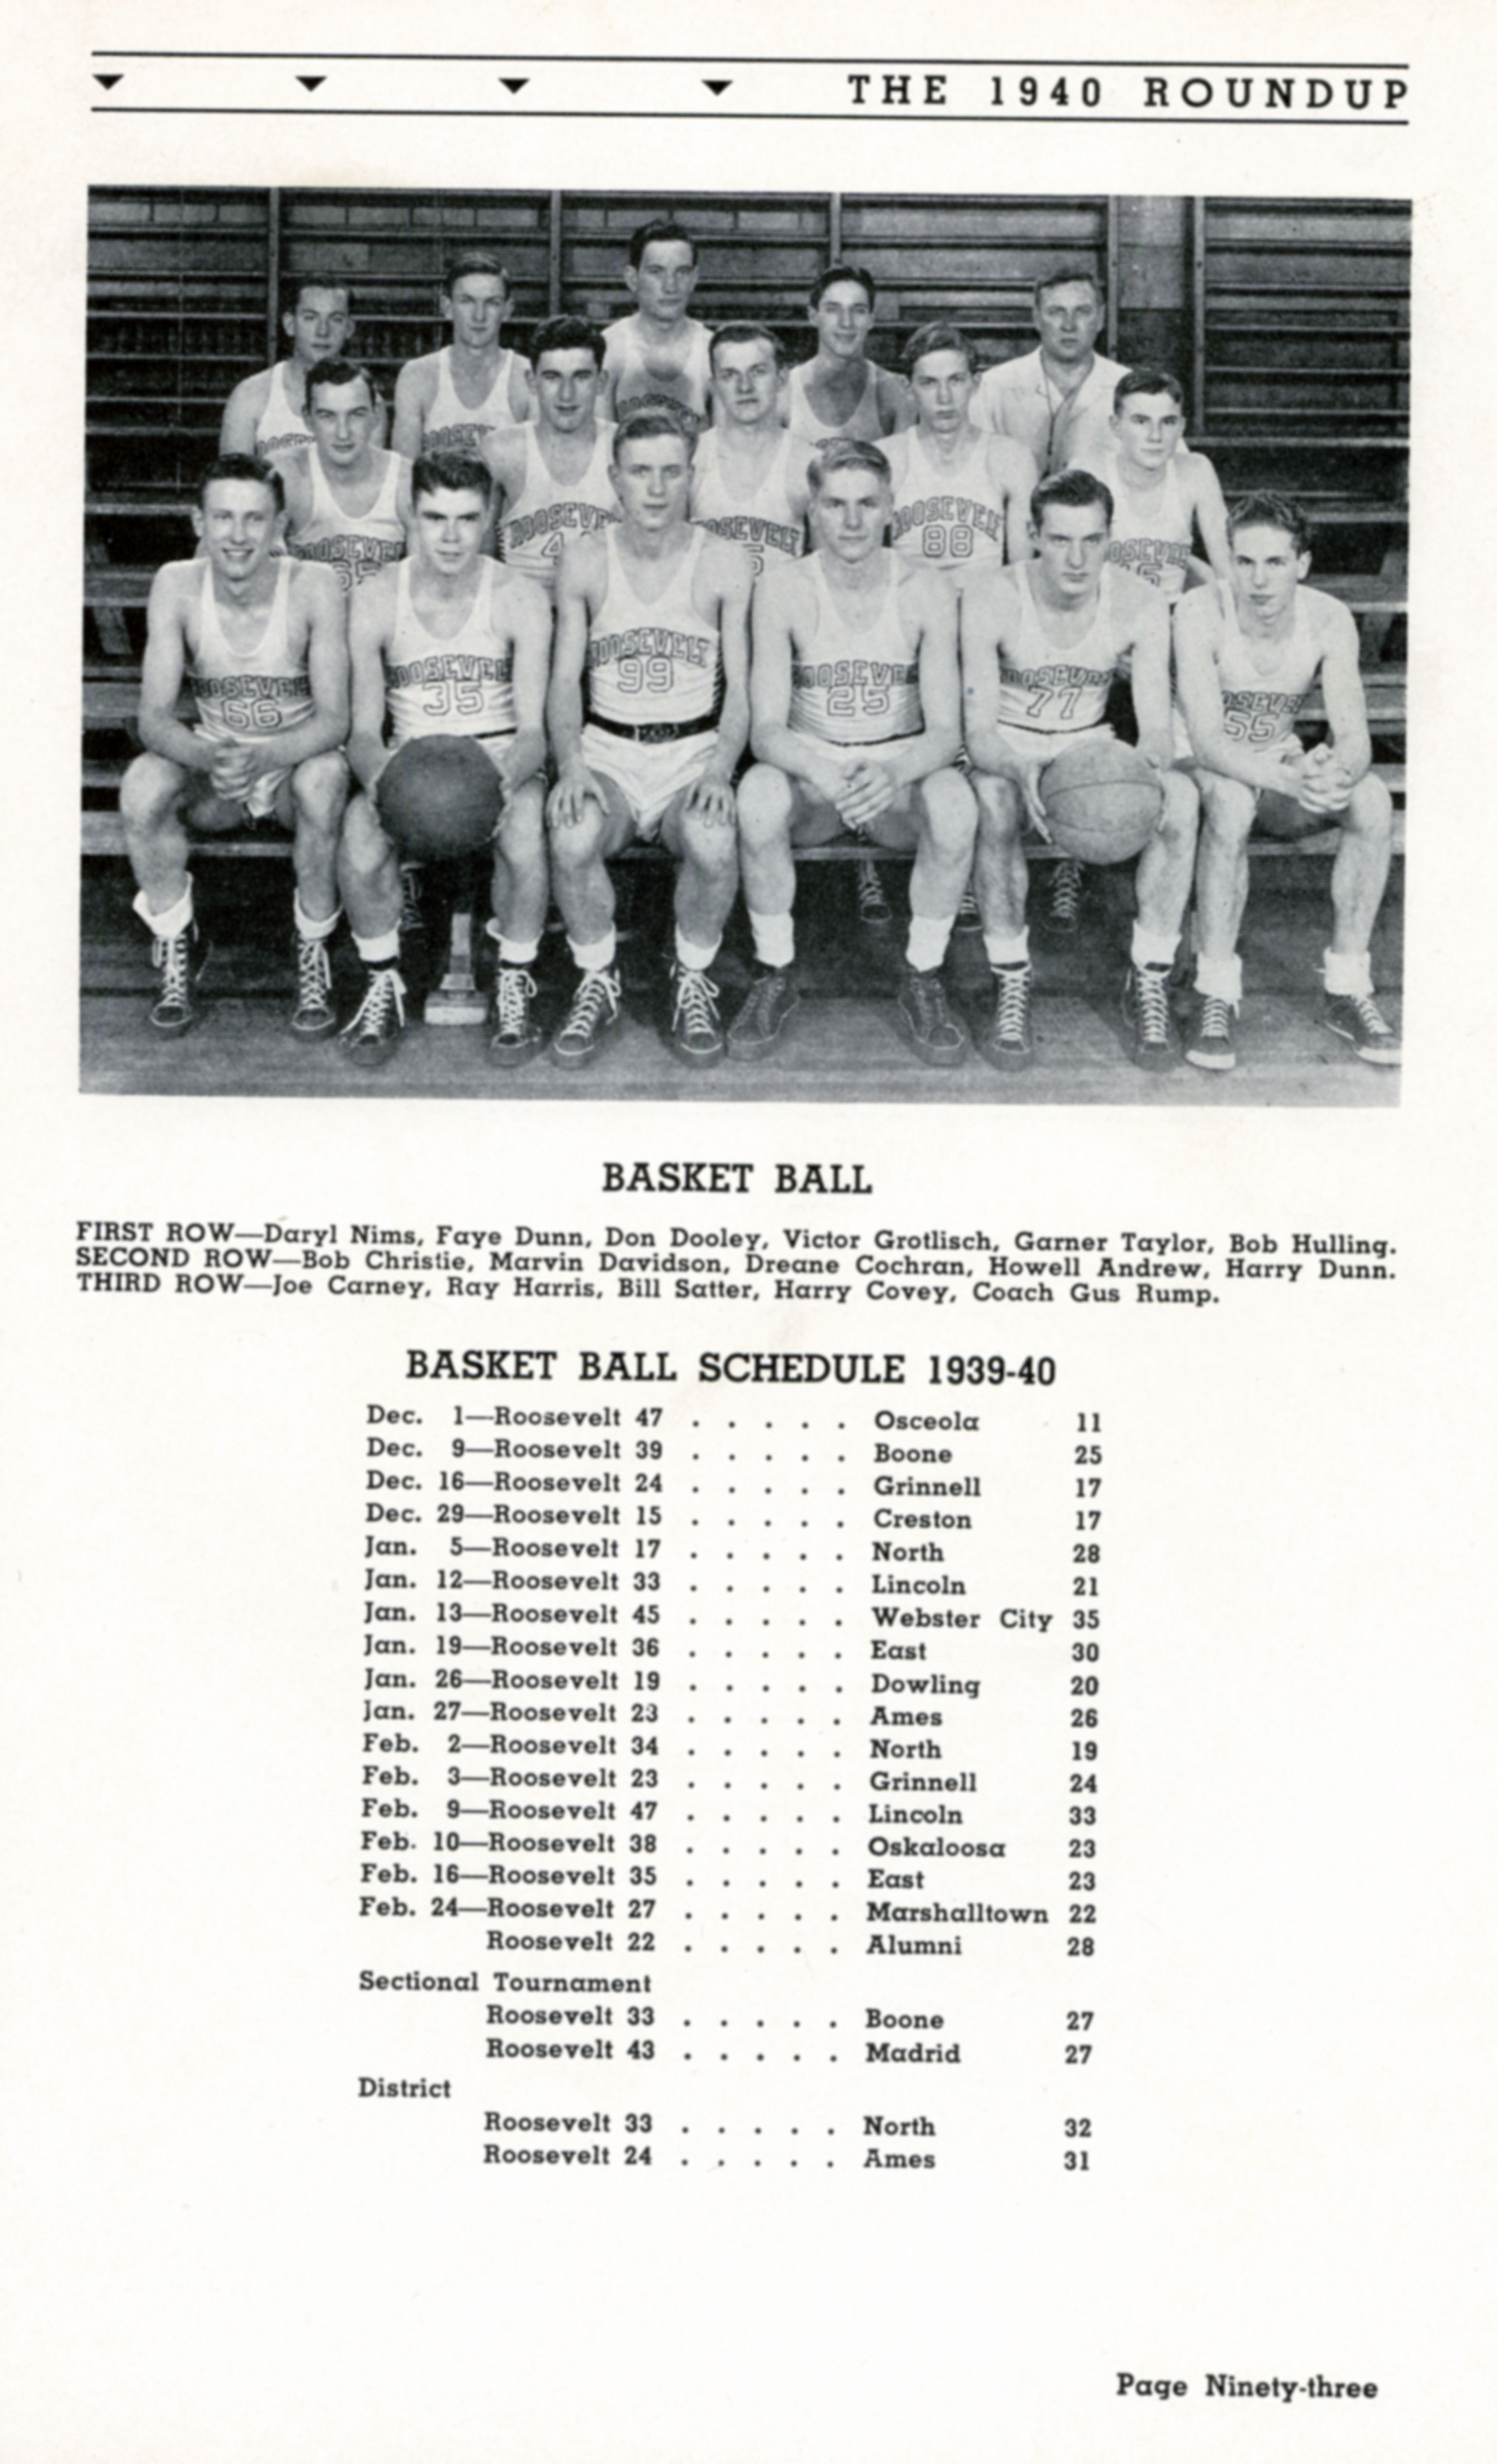 THE 1940 ROUNDUP
ROOSEVELT
88
66
35
ROOSEVELT
99
25
77
55
BASKET BALL
FIRST ROW—Daryl Nims, Faye Dunn, Don Dooley, Victor Grotlisch, Garner Taylor, Bob Hulling.
SECOND ROW—Bob Christie, Marvin Davidson, Dreane Cochran, Howell Andrew, Harry Dunn.
THIRD ROW—Joe Carney, Ray Harris, Bill Satter, Harry Covey, Coach Gus Rump.
BASKET BALL SCHEDULE 1939-40
Dec. 1—Roosevelt 47 . . . . . Osceola 11
Dec. 9—Roosevelt 39 . . . . . Boone 25
Dec. 16—Roosevelt 24 . . . . . Grinnell 17
Dec. 29—Roosevelt 15 . . . . . Creston 17
Jan. 5—Roosevelt 17 . . . . . North 28
Jan. 12—Roosevelt 33 . . . . . Lincoln 21
Jan. 13—Roosevelt 45 . . . . . Webster City 35
Jan. 19—Roosevelt 36 . . . . . East 30
Jan. 26—Roosevelt 19 . . . . . Dowling 20
Jan. 27—Roosevelt 23 . . . . . Ames 26
Feb. 2—Roosevelt 34 . . . . . North 19
Feb. 3—Roosevelt 23 . . . . . Grinnell 24
Feb. 9—Roosevelt 47 . . . . . Lincoln 33
Feb. 10—Roosevelt 38 . . . . . Oskaloosa 23
Feb. 16—Roosevelt 35 . . . . . East 23
Feb. 24—Roosevelt 27 . . . . . Marshalltown 22
Roosevelt 22 . . . . . Alumni 28
Sectional Tournament
Roosevelt 33 . . . . . Boone 27
Roosevelt 43 . . . . . Madrid 27
District
Roosevelt 33 . . . . . North 32
Roosevelt 24 . . . . . Ames 31
Page Ninety-three